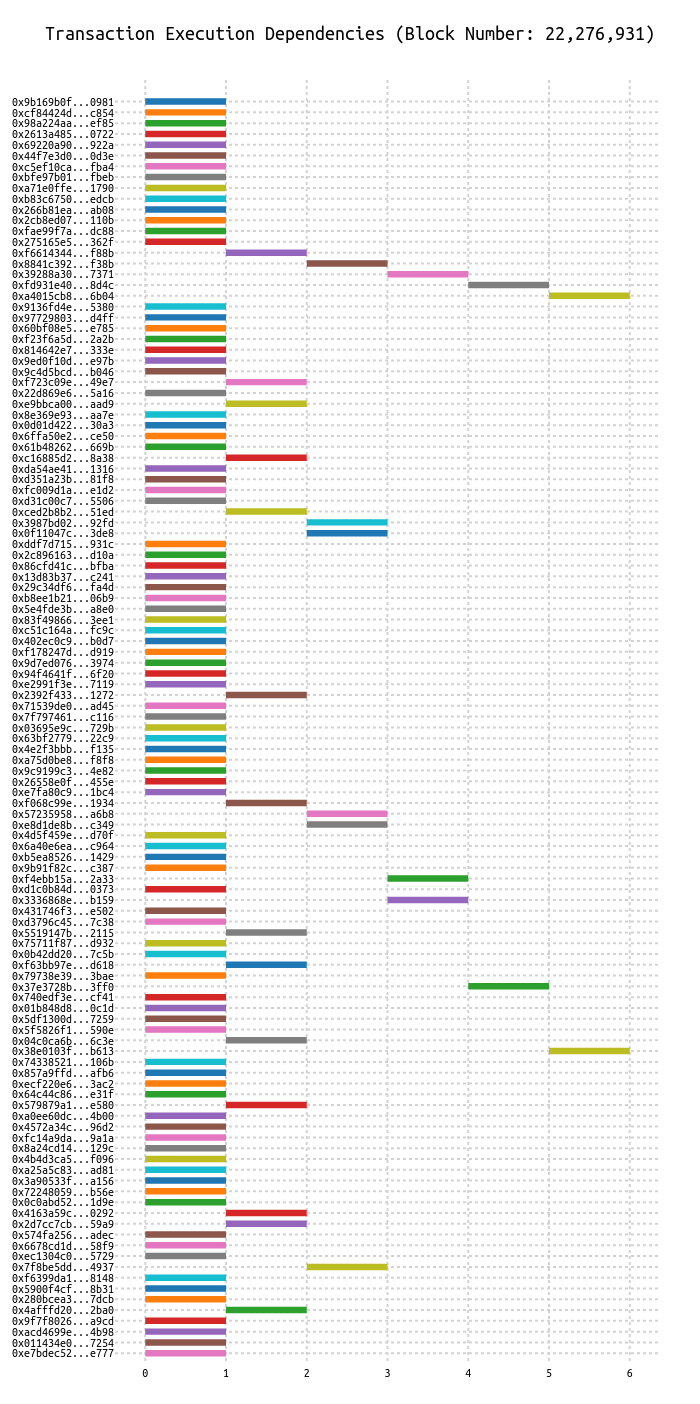 Transaction Execution Dependencies (Block Number: 22,276,931)
0x9b169b0f...0981
0xcf84424d...c854
0x98a224aa...ef85
0x2613a485...0722
0x69220a90...922a
0x44f7e3d0...0d3e
0xc5ef10ca...fba4
0xbfe97b01...fbeb
0xa71e0ffe...1790
0xb83c6750...edcb
0x266b81ea...ab08
0x2cb8ed07...110b
0xfae99f7a...dc88
0x275165e5...362f
0xf6614344...f88b
0x8841c392...f38b
0x39288a30...7371
0xfd931e40...8d4c
0xa4015cb8...6b04
0x9136fd4e...5380
0x97729803...d4ff
0x60bf08e5...e785
0xf23f6a5d...2a2b
0x814642e7...333e
0x9ed0f10d...e97b
0x9c4d5bcd...b046
0xf723c09e...49e7
0x22d869e6...5a16
0xe9bbca00...aad9
0x8e369e93...aa7e
0x0d01d422...30a3
0x6ffa50e2...ce50
0x61b48262...669b
0xc16885d2...8a38
0xda54ae41...1316
0xd351a23b...81f8
0xfc009d1a...e1d2
0xd31c00c7...5506
0xced2b8b2...51ed
0x3987bd02...92fd
0x0f11047c...3de8
0xddf7d715...931c
0x2c896163...d10a
0x86cfd41c...bfba
0x13d83b37...c241
0x29c34df6...fa4d
0xb8ee1b21...06b9
0x5e4fde3b...a8e0
0x83f49866...3ee1
0xc51c164a...fc9c
0x402ec0c9...b0d7
0xf178247d...d919
0x9d7ed076...3974
0x94f4641f...6f20
0xe2991f3e...7119
0x2392f433...1272
0x71539de0...ad45
0x7f797461...c116
0x03695e9c...729b
0x63bf2779...22c9
0x4e2f3bbb...f135
0xa75d0be8...f8f8
0x9c9199c3...4e82
0x26558e0f...455e
0xe7fa80c9...1bc4
0xf068c99e...1934
0x57235958...a6b8
0xe8d1de8b...c349
0x4d5f459e...d70f
0x6a40e6ea...c964
0xb5ea8526...1429
0x9b91f82c...c387
0xf4ebb15a...2a33
0xd1c0b84d...0373
0x3336868e...b159
0x431746f3...e502
0xd3796c45...7c38
0x5519147b...2115
0x75711f87...d932
0x0b42dd20...7c5b
0xf63bb97e...d618
0x79738e39...3bae
0x37e3728b...3ff0
0x740edf3e...cf41
0x01b848d8...0c1d
0x5df1300d...7259
0x5f5826f1...590e
0x04c0ca6b...6c3e
0x38e0103f...b613
0x74338521...106b
0x857a9ffd...afb6
0xecf220e6...3ac2
0x64c44c86...e31f
0x579879a1...e580
0xa0ee60dc...4b00
0x4572a34c...96d2
0xfc14a9da...9a1a
0x8a24cd14...129c
0x4b4d3ca5...f096
0xa25a5c83...ad81
0x3a90533f...a156
0x72248059...b56e
0x0c0abd52...1d9e
0x4163a59c...0292
0x2d7cc7cb...59a9
0x574fa256...adec
0x6678cd1d...58f9
0xec1304c0...5729
0x7f8be5dd...4937
0xf6399da1...8148
0x5900f4cf...8b31
0x280bcea3...7dcb
0x4afffd20...2ba0
0x9f7f8026...a9cd
0xacd4699e...4b98
0x011434e0...7254
0xe7bdec52...e777
0 1 2 3 4 5 6